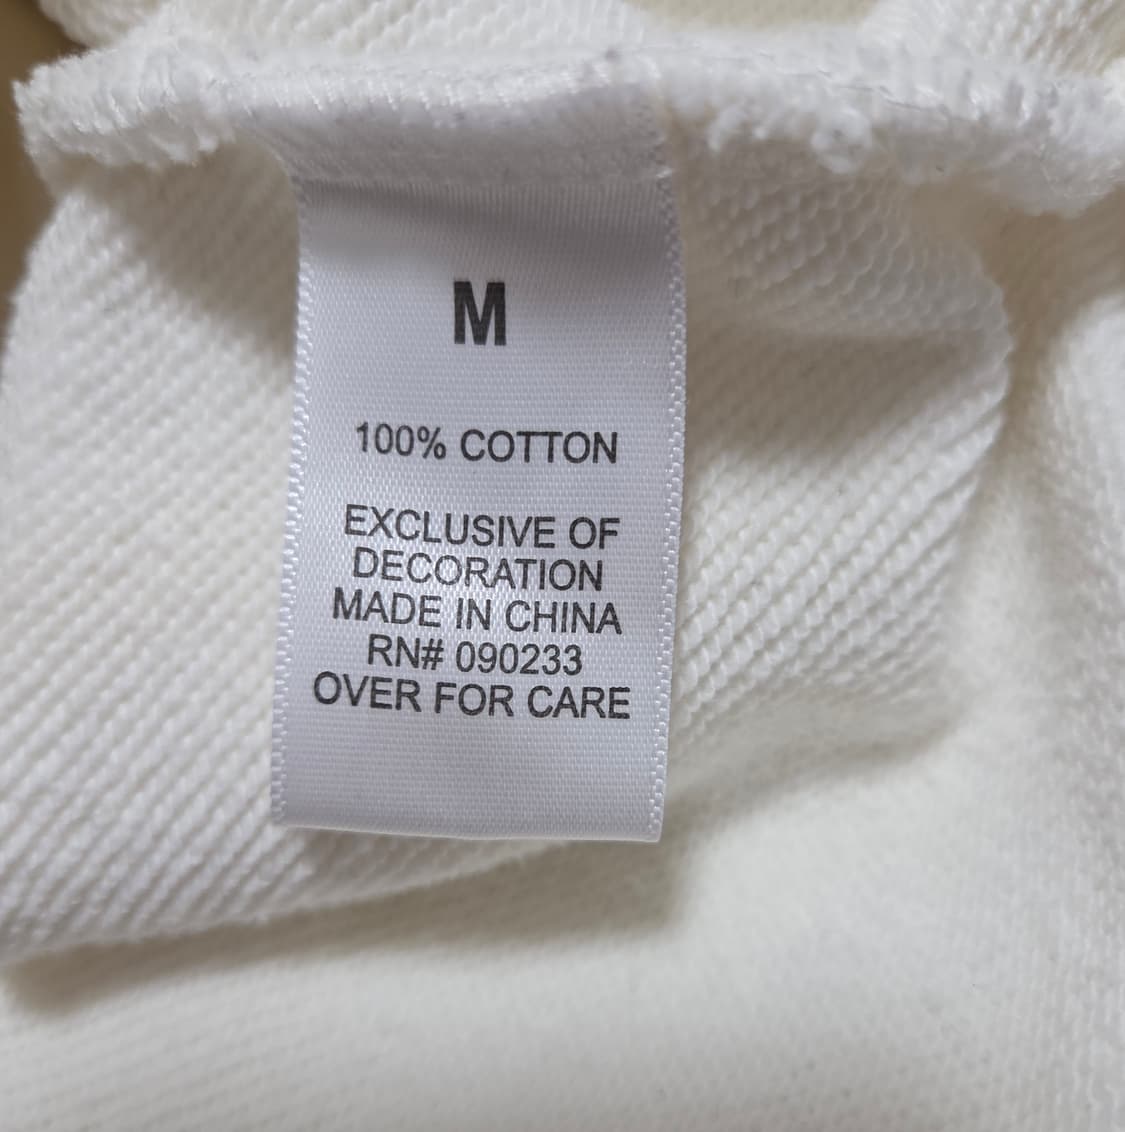 M
100% COTTON
EXCLUSIVE OF
DECORATION
MADE IN CHINA
RN# 090233
OVER FOR CARE